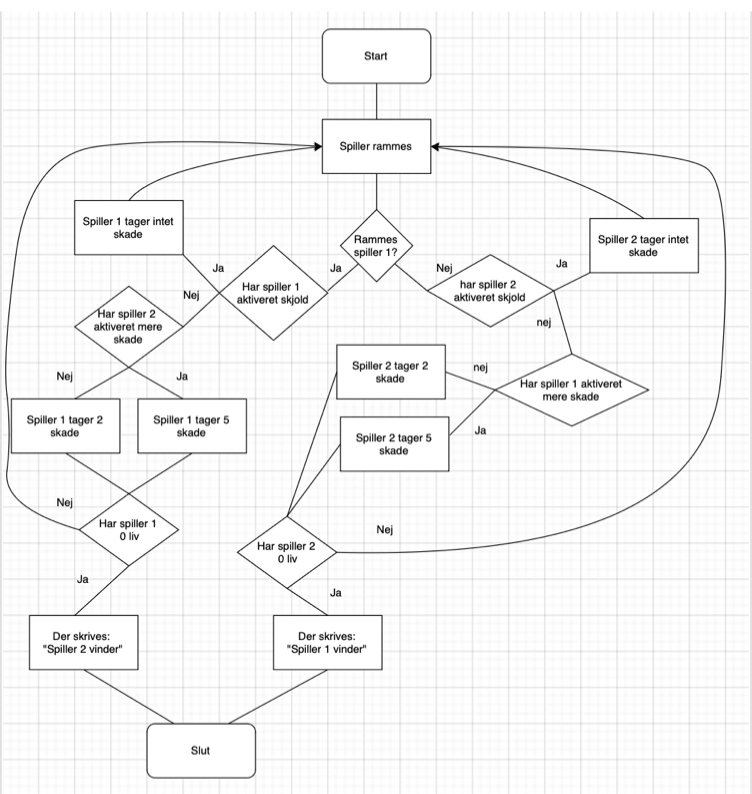 Start
Spiller rammes
Spiller 1 tager intet
skade
Rammes
spiller 1?
Spiller 2 tager intet
skade
Ja
Ja
Nej
Ja
Har spiller 1
aktiveret skjold
har spiller 2
aktiveret skjold
Nej
Har spiller 2
aktiveret mere
skade
nej
Nej
Ja
Spiller 2 tager 2
skade
nej
Har spiller 1 aktiveret
mere skade
Spiller 1 tager 2
skade
Spiller 1 tager 5
skade
Spiller 2 tager 5
skade
Ja
Nej
Har spiller 1
0 liv
Nej
Har spiller 2
0 liv
Ja
Ja
Der skrives:
"Spiller 2 vinder"
Der skrives:
"Spiller 1 vinder"
Slut